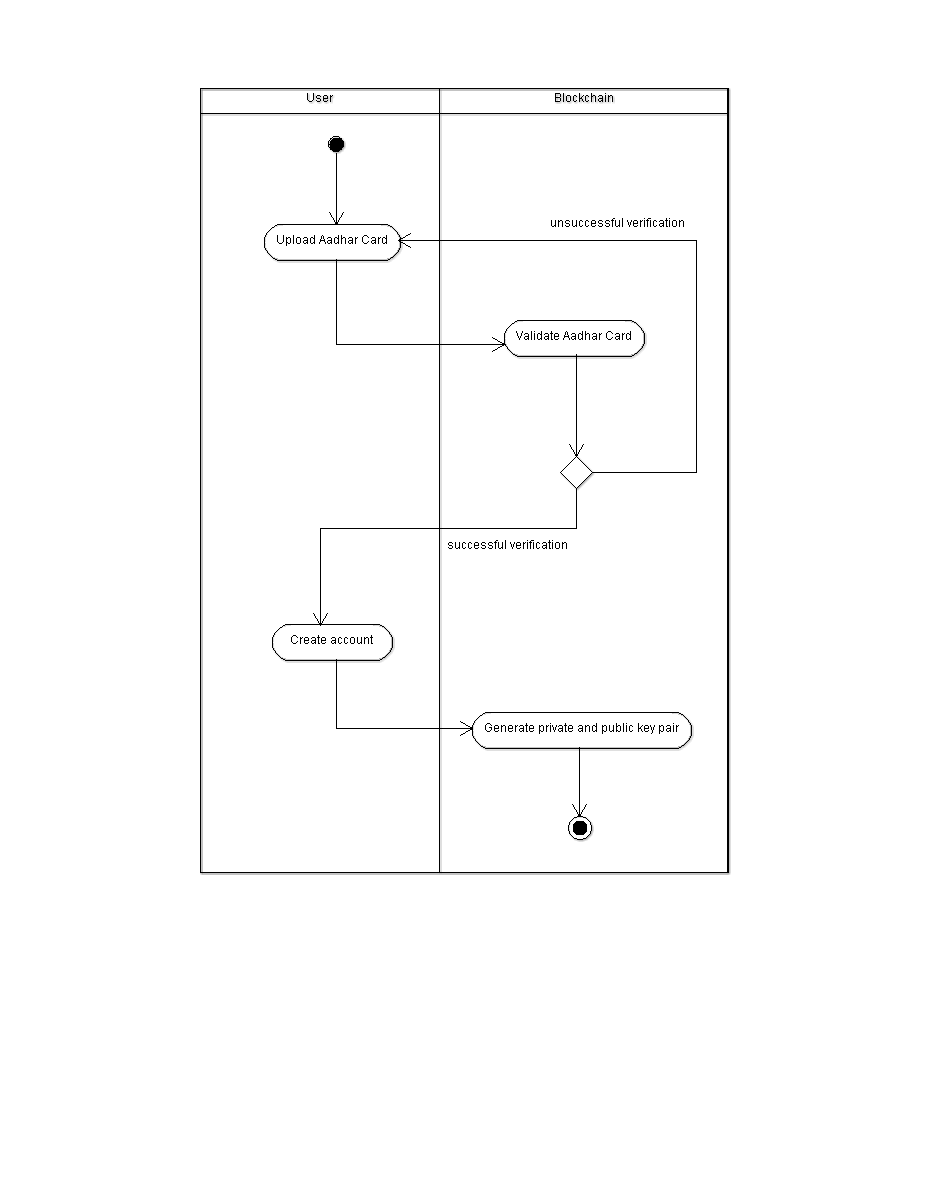 User
Blockchain
unsuccessful verification
Upload Aadhar Card
Validate Aadhar Card
successful verification
Create account
Generate private and public key pair